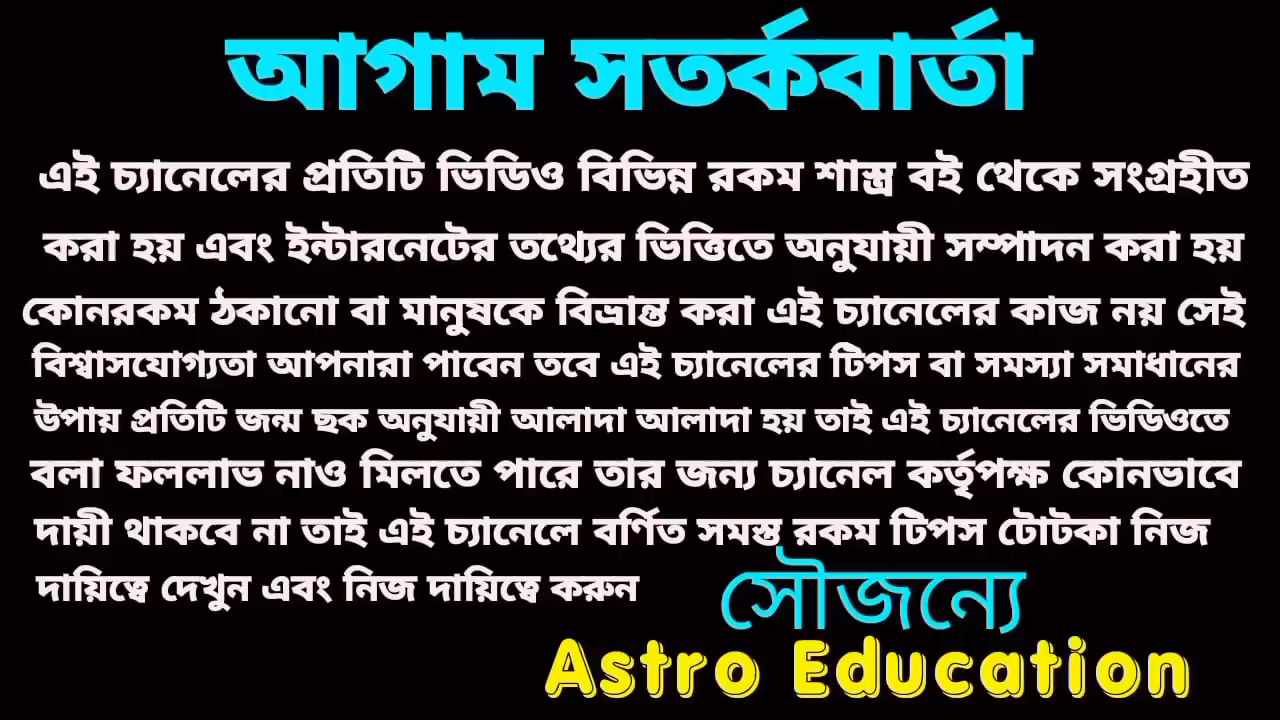 আগাম সতর্কবার্তা
এই চ্যানেলের প্রতিটি ভিডিও বিভিন্ন রকম শাস্ত্র বই থেকে সংগ্রহীত
করা হয় এবং ইন্টারনেটের তথ্যের ভিত্তিতে অনুযায়ী সম্পাদন করা হয়
কোনরকম ঠকানো বা মানুষকে বিভ্রান্ত করা এই চ্যানেলের কাজ নয় সেই
বিশ্বাসযোগ্যতা আপনারা পাবেন তবে এই চ্যানেলের টিপস বা সমস্যা সমাধানের
উপায় প্রতিটি জন্ম ছক অনুযায়ী আলাদা আলাদা হয় তাই এই চ্যানেলের ভিডিওতে
বলা ফললাভ নাও মিলতে পারে তার জন্য চ্যানেল কর্তৃপক্ষ কোনভাবে
দায়ী থাকবে না তাই এই চ্যানেলে বর্ণিত সমস্ত রকম টিপস টোটকা নিজ
দায়িত্বে দেখুন এবং নিজ দায়িত্বে করুন
সৌজন্যে
Astro Education